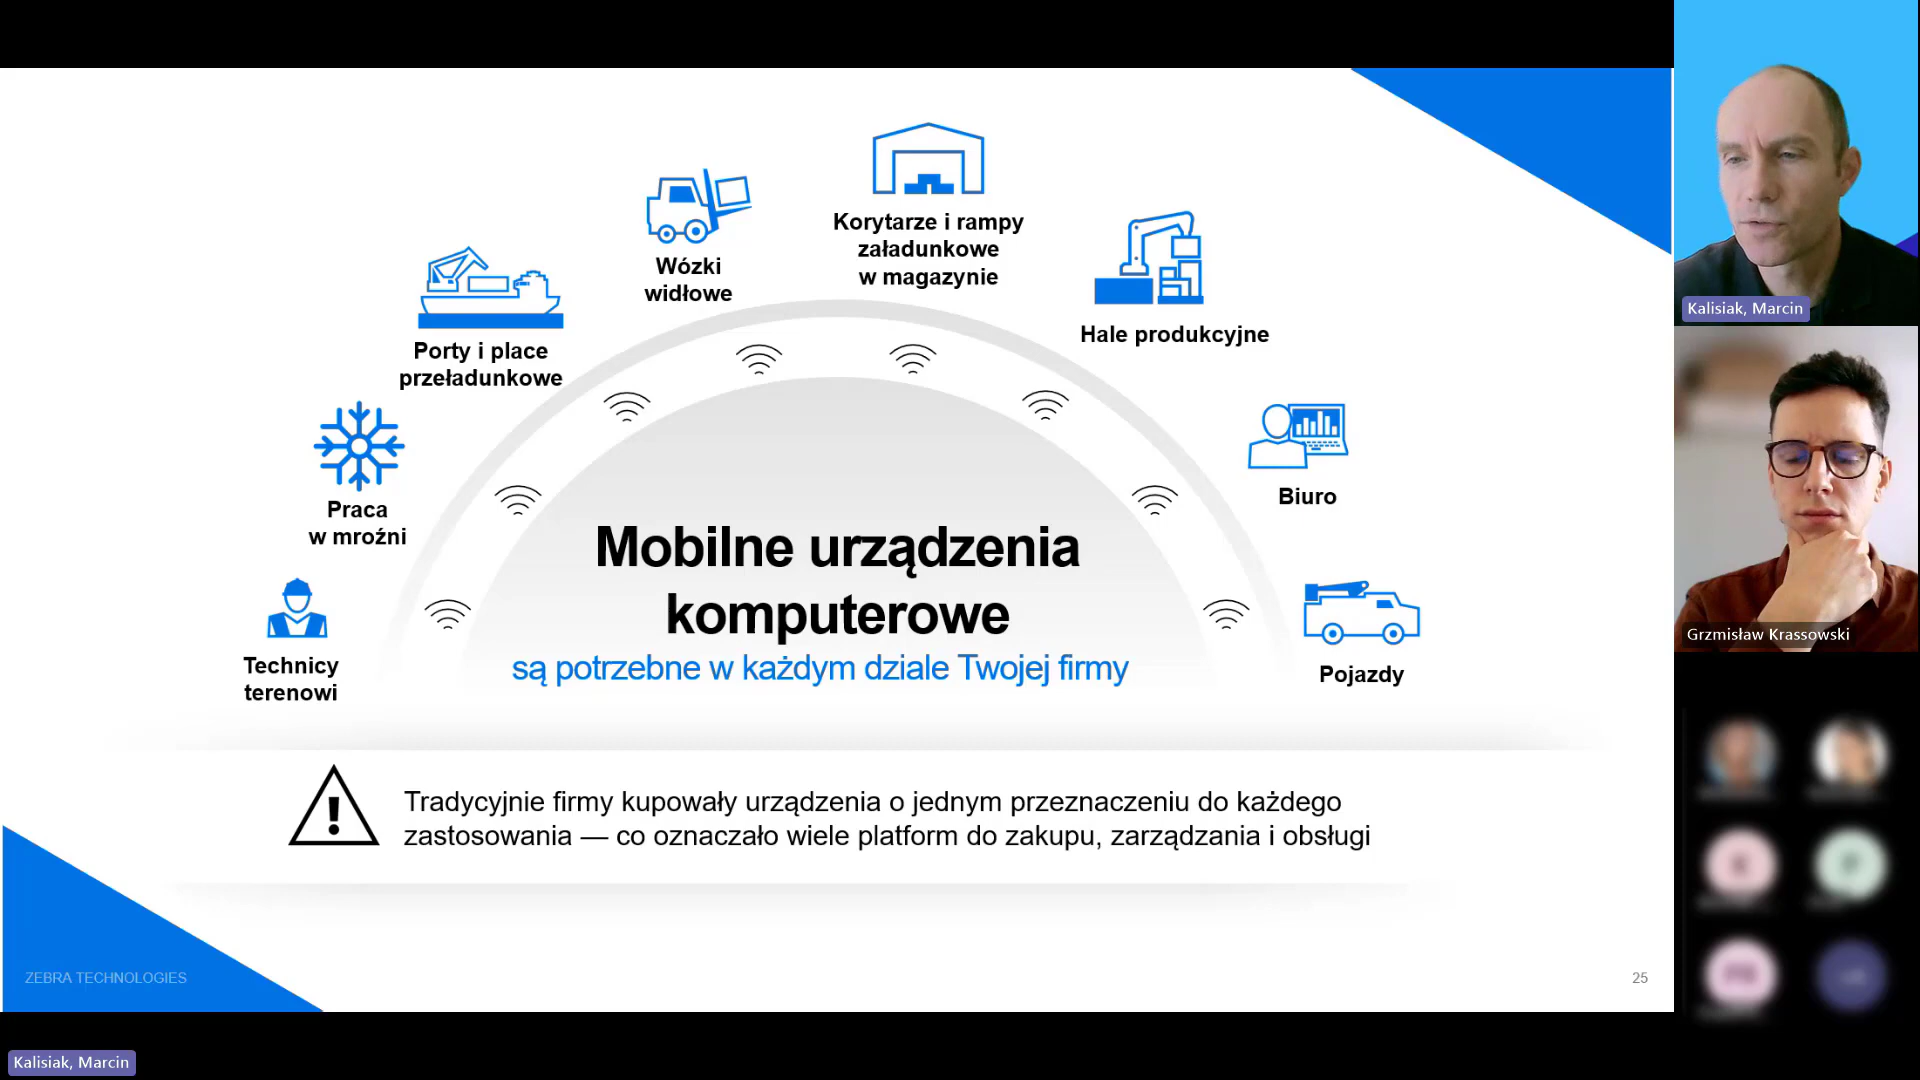 Korytarze i rampy
załadunkowe
w magazynie
Wózki
widłowe
Hale produkcyjne
Porty i place
przeładunkowe
Praca
w mroźni
Biuro
Technicy
terenowi
Pojazdy
Mobilne urządzenia
komputerowe
są potrzebne w każdym dziale Twojej firmy
Tradycyjnie firmy kupowały urządzenia o jednym przeznaczeniu do każdego
zastosowania — co oznaczało wiele platform do zakupu, zarządzania i obsługi
ZEBRA TECHNOLOGIES
25
Kalisiak, Marcin
Kalisiak, Marcin
Grzmisław Krassowski